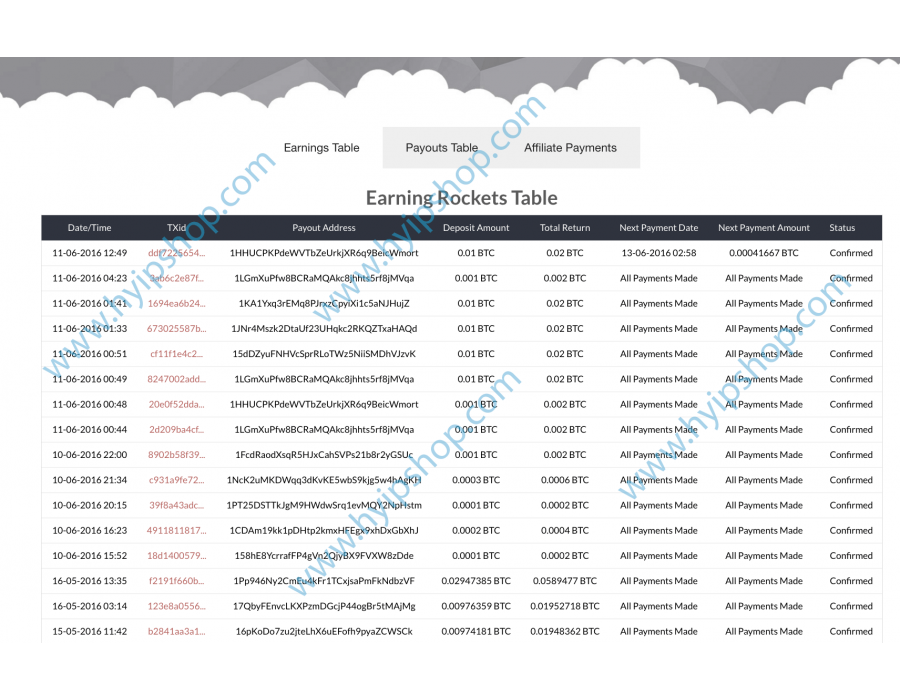 Earnings Table Payouts Table Affiliate Payments
Earning Rockets Table
Date/Time TXid Payout Address Deposit Amount Total Return Next Payment Date Next Payment Amount Status
11-06-2016 12:49 ddf7225654... 1HHUCPKPdeWVTbZeUrkjXR6q9BeicWmort 0.01 BTC 0.02 BTC 13-06-2016 02:58 0.00041667 BTC Confirmed
11-06-2016 04:23 3ab6c2e87f... 1LGmXuPfw8BCRaMQAkc8jhhts5rf8jMVqa 0.001 BTC 0.002 BTC All Payments Made All Payments Made Confirmed
11-06-2016 01:41 1694ea6b24... 1KA1Yxq3rEMq8PJrxzCpyiXi1c5aNJHujZ 0.01 BTC 0.02 BTC All Payments Made All Payments Made Confirmed
11-06-2016 01:33 673025587b... 1JNr4Mszk2DtaUf23UHqkc2RKQZTxaHAQd 0.01 BTC 0.02 BTC All Payments Made All Payments Made Confirmed
11-06-2016 00:51 cf11f1e4c2... 15dDZyuFNHVcSprRLoTWz5NiiSMDhVJzvK 0.01 BTC 0.02 BTC All Payments Made All Payments Made Confirmed
11-06-2016 00:49 8247002add... 1LGmXuPfw8BCRaMQAkc8jhhts5rf8jMVqa 0.01 BTC 0.02 BTC All Payments Made All Payments Made Confirmed
11-06-2016 00:48 20e0f52dda... 1HHUCPKPdeWVTbZeUrkjXR6q9BeicWmort 0.001 BTC 0.002 BTC All Payments Made All Payments Made Confirmed
11-06-2016 00:44 2d209ba4cf... 1LGmXuPfw8BCRaMQAkc8jhhts5rf8jMVqa 0.001 BTC 0.002 BTC All Payments Made All Payments Made Confirmed
10-06-2016 22:00 8902b58f39... 1FcdRaodXsqR5HJxCahSVPs21b8r2yG5Uc 0.001 BTC 0.002 BTC All Payments Made All Payments Made Confirmed
10-06-2016 21:34 c931a9fe72... 1NcK2uMKDWqq3dKvKE5wbS9kjg5w4hAgKH 0.0003 BTC 0.0006 BTC All Payments Made All Payments Made Confirmed
10-06-2016 20:15 39f8a43adc... 1PT25DSTTkJgM9HWdwSrq1evMQY2NpHstm 0.0001 BTC 0.0002 BTC All Payments Made All Payments Made Confirmed
10-06-2016 16:23 4911811817... 1CDAm19kk1pDHtp2kmxHFEgx9xhDxGbXhJ 0.0002 BTC 0.0004 BTC All Payments Made All Payments Made Confirmed
10-06-2016 15:52 18d1400579... 158hE8YcrrafFP4gVn2QjyBX9FVXW8zDde 0.0001 BTC 0.0002 BTC All Payments Made All Payments Made Confirmed
16-05-2016 13:35 f2191f660b... 1Pp946Ny2CmEu4kFr1TCxjsaPmFkNdbzVF 0.02947385 BTC 0.0589477 BTC All Payments Made All Payments Made Confirmed
16-05-2016 03:14 123e8a0556... 17QbyFEnvcLKXPzmDGcjP44ogBr5tMAjMg 0.00976359 BTC 0.01952718 BTC All Payments Made All Payments Made Confirmed
15-05-2016 11:42 b2841aa3a1... 16pKoDo7zu2jteLhX6uEFofh9pyaZCWSCk 0.00974181 BTC 0.01948362 BTC All Payments Made All Payments Made Confirmed
www.hyipshop.com
www.hyipshop.com
www.hyipshop.com
www.hyipshop.com